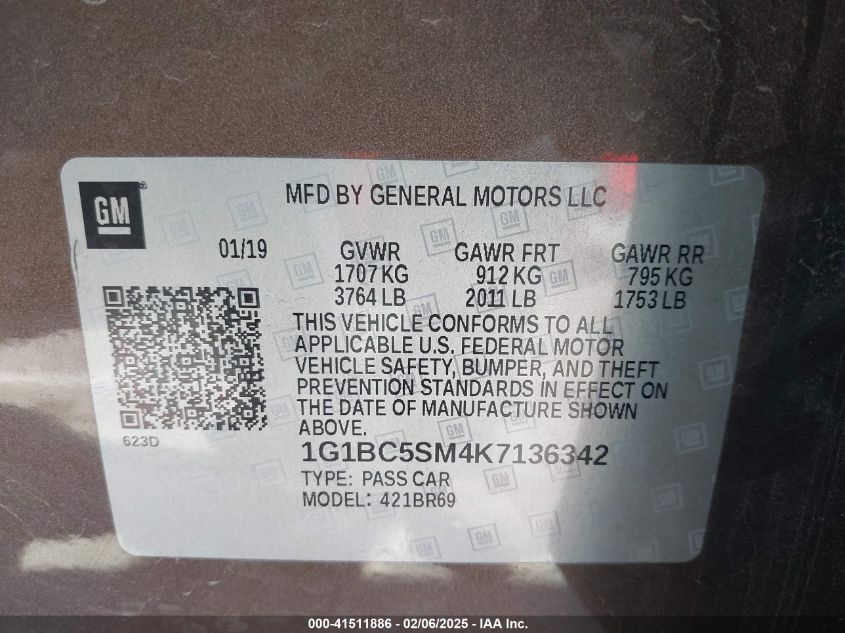 GM
MFD BY GENERAL MOTORS LLC
01/19 GVWR GAWR FRT GAWR RR
1707 KG 912 KG 795 KG
3764 LB 2011 LB 1753 LB
THIS VEHICLE CONFORMS TO ALL
APPLICABLE U.S. FEDERAL MOTOR
VEHICLE SAFETY, BUMPER, AND THEFT
PREVENTION STANDARDS IN EFFECT ON
THE DATE OF MANUFACTURE SHOWN
ABOVE.
623D
1G1BC5SM4K7136342
TYPE: PASS CAR
MODEL: 421BR69
000-41511886 - 02/06/2025 - IAA Inc.